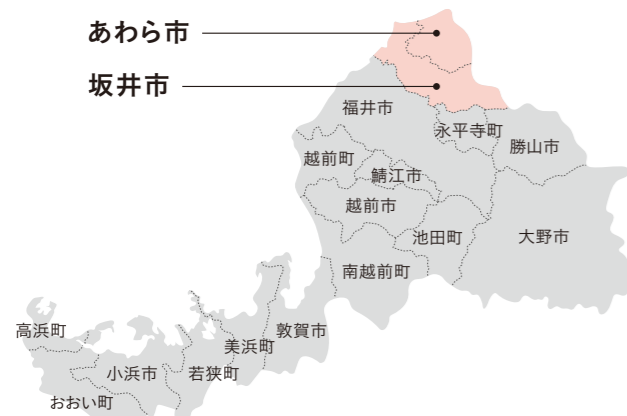 あわら市
坂井市
福井市
永平寺町
勝山市
越前町
鯖江市
越前市
池田町
大野市
南越前町
高浜町
敦賀市
美浜町
小浜市
若狭町
おおい町